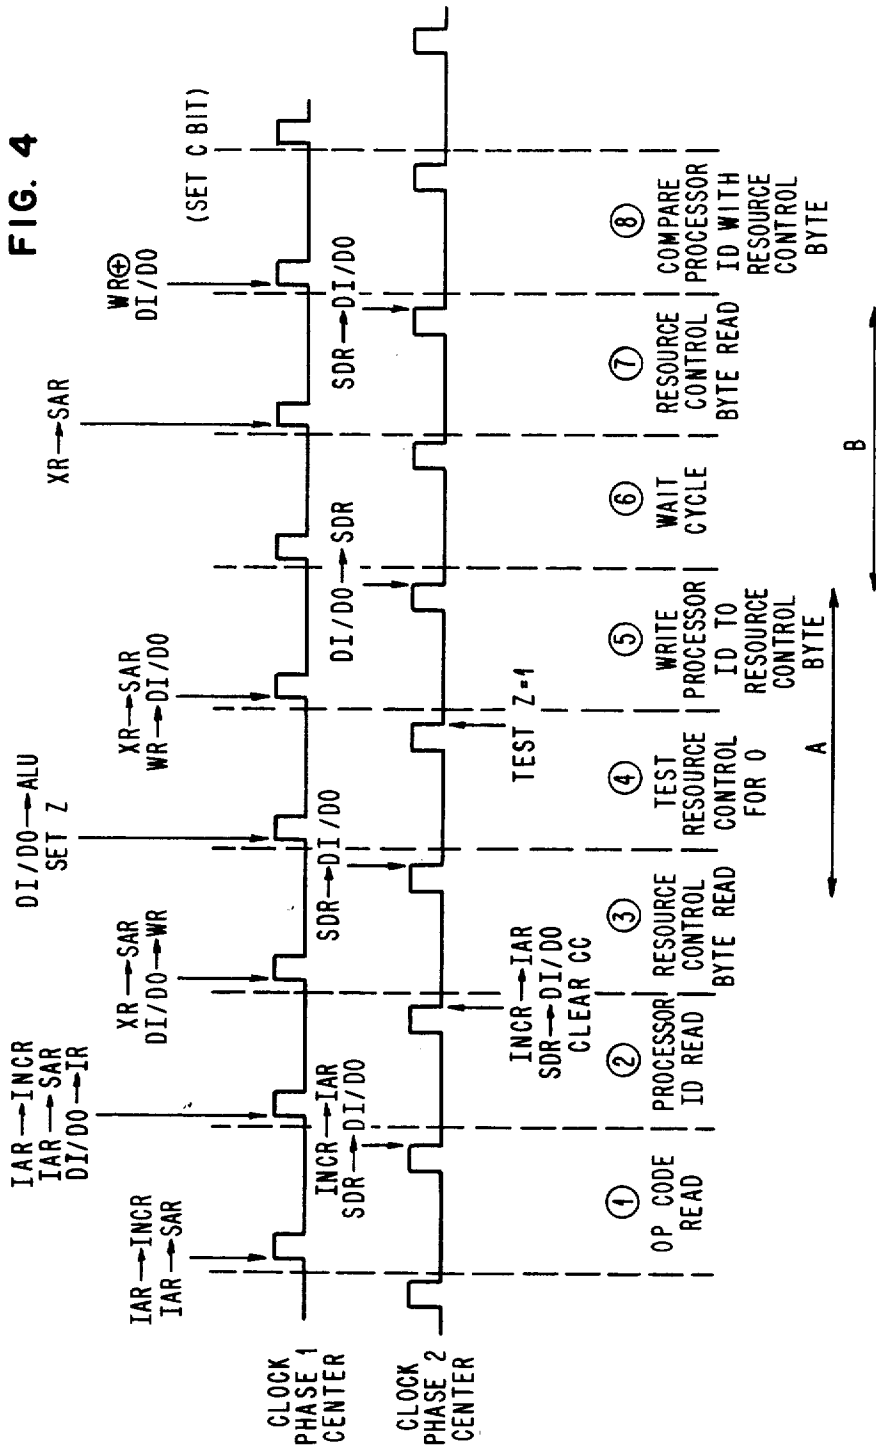 FIG. 4
IAR→INCR
IAR→SAR
IAR→INCR
IAR→SAR
DI/DO→IR
XR→SAR
DI/DO→WR
DI/DO→ALU
SET Z
XR→SAR
WR→DI/DO
XR→SAR
WR⊕
DI/DO
(SET C BIT)
CLOCK
PHASE 1
CENTER
INCR→IAR
SDR→DI/DO
SDR→DI/DO
DI/DO→SDR
SDR→DI/DO
CLOCK
PHASE 2
CENTER
INCR→IAR
SDR→DI/DO
CLEAR CC
TEST Z=1
1
OP CODE
READ
2
PROCESSOR
ID READ
3
RESOURCE
CONTROL
BYTE READ
4
TEST
RESOURCE
CONTROL
FOR 0
5
WRITE
PROCESSOR
ID TO
RESOURCE
CONTROL
BYTE
6
WAIT
CYCLE
7
RESOURCE
CONTROL
BYTE READ
8
COMPARE
PROCESSOR
ID WITH
RESOURCE
CONTROL
BYTE
A
B